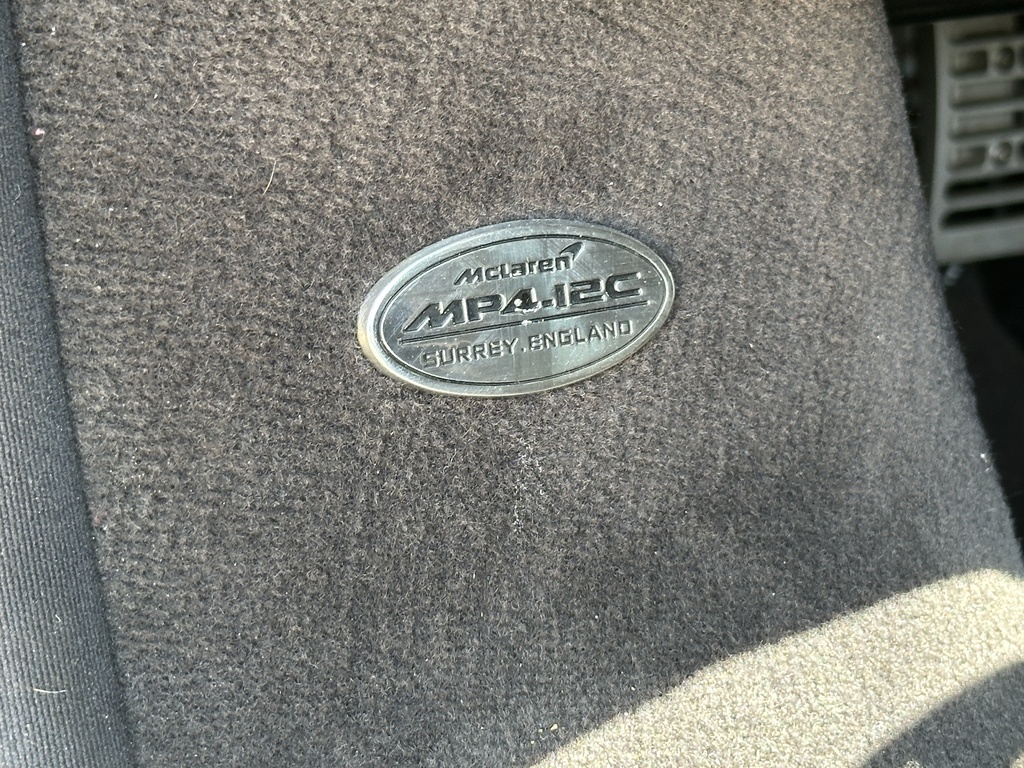 McLaren
MP4-12C
SURREY. ENGLAND